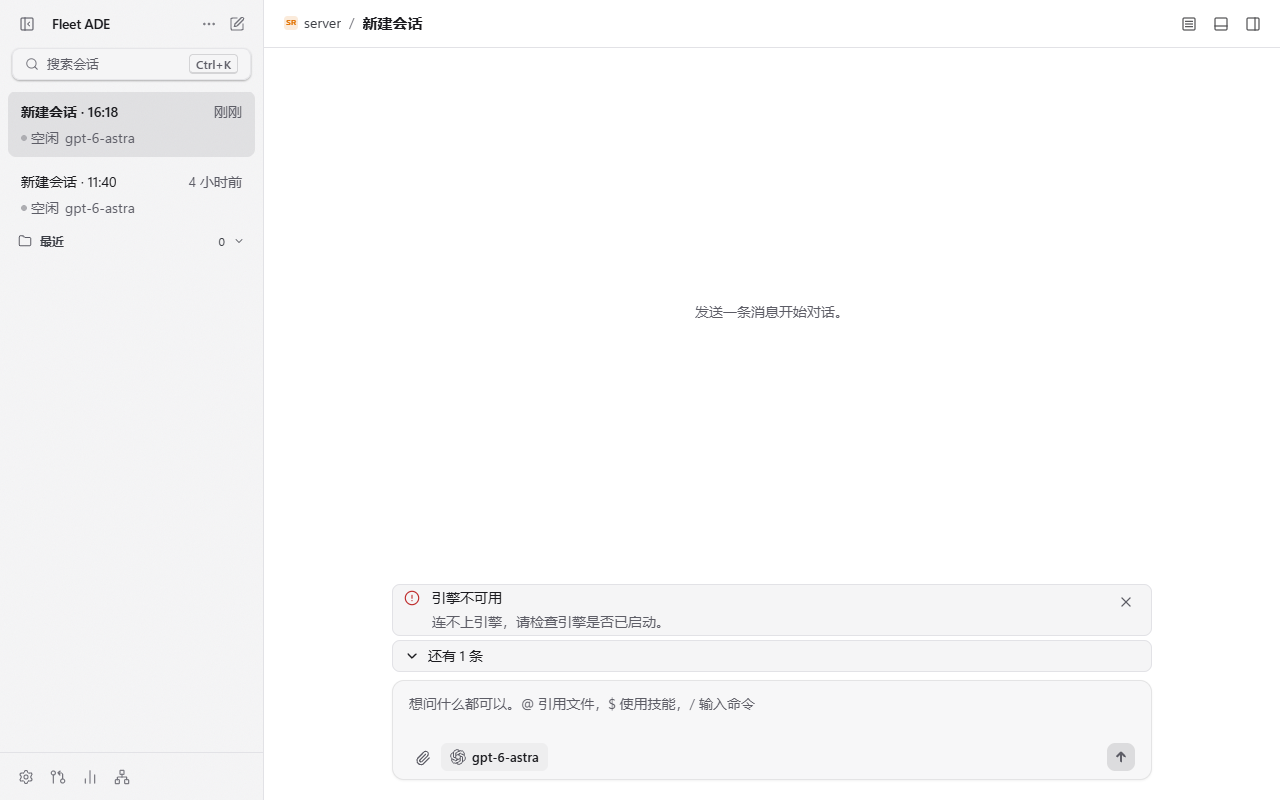 Fleet ADE
搜索会话 Ctrl+K
新建会话 · 16:18 刚刚
空闲 gpt-6-astra
新建会话 · 11:40 4 小时前
空闲 gpt-6-astra
最近 0
SR server / 新建会话
发送一条消息开始对话。
引擎不可用
连不上引擎，请检查引擎是否已启动。
还有 1 条
想问什么都可以。@ 引用文件，$ 使用技能，/ 输入命令
gpt-6-astra